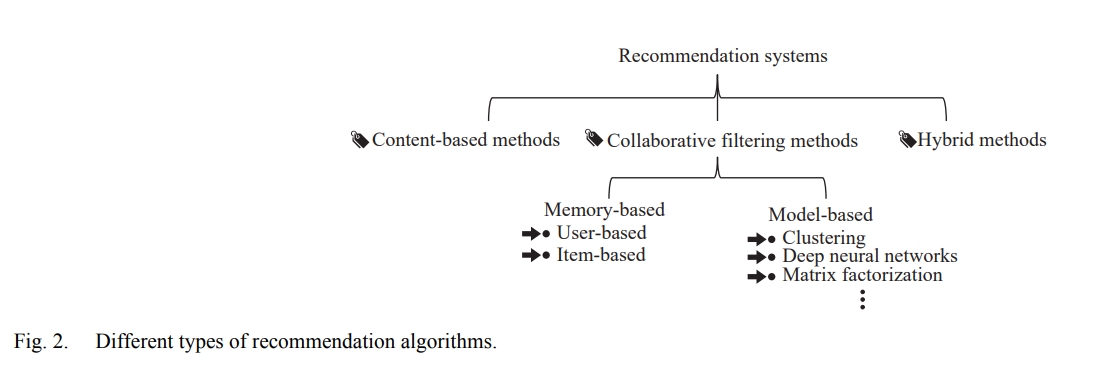 Recommendation systems
Content-based methods
Collaborative filtering methods
Hybrid methods
Memory-based
• User-based
• Item-based
Model-based
• Clustering
• Deep neural networks
• Matrix factorization
⋮
Fig. 2. Different types of recommendation algorithms.